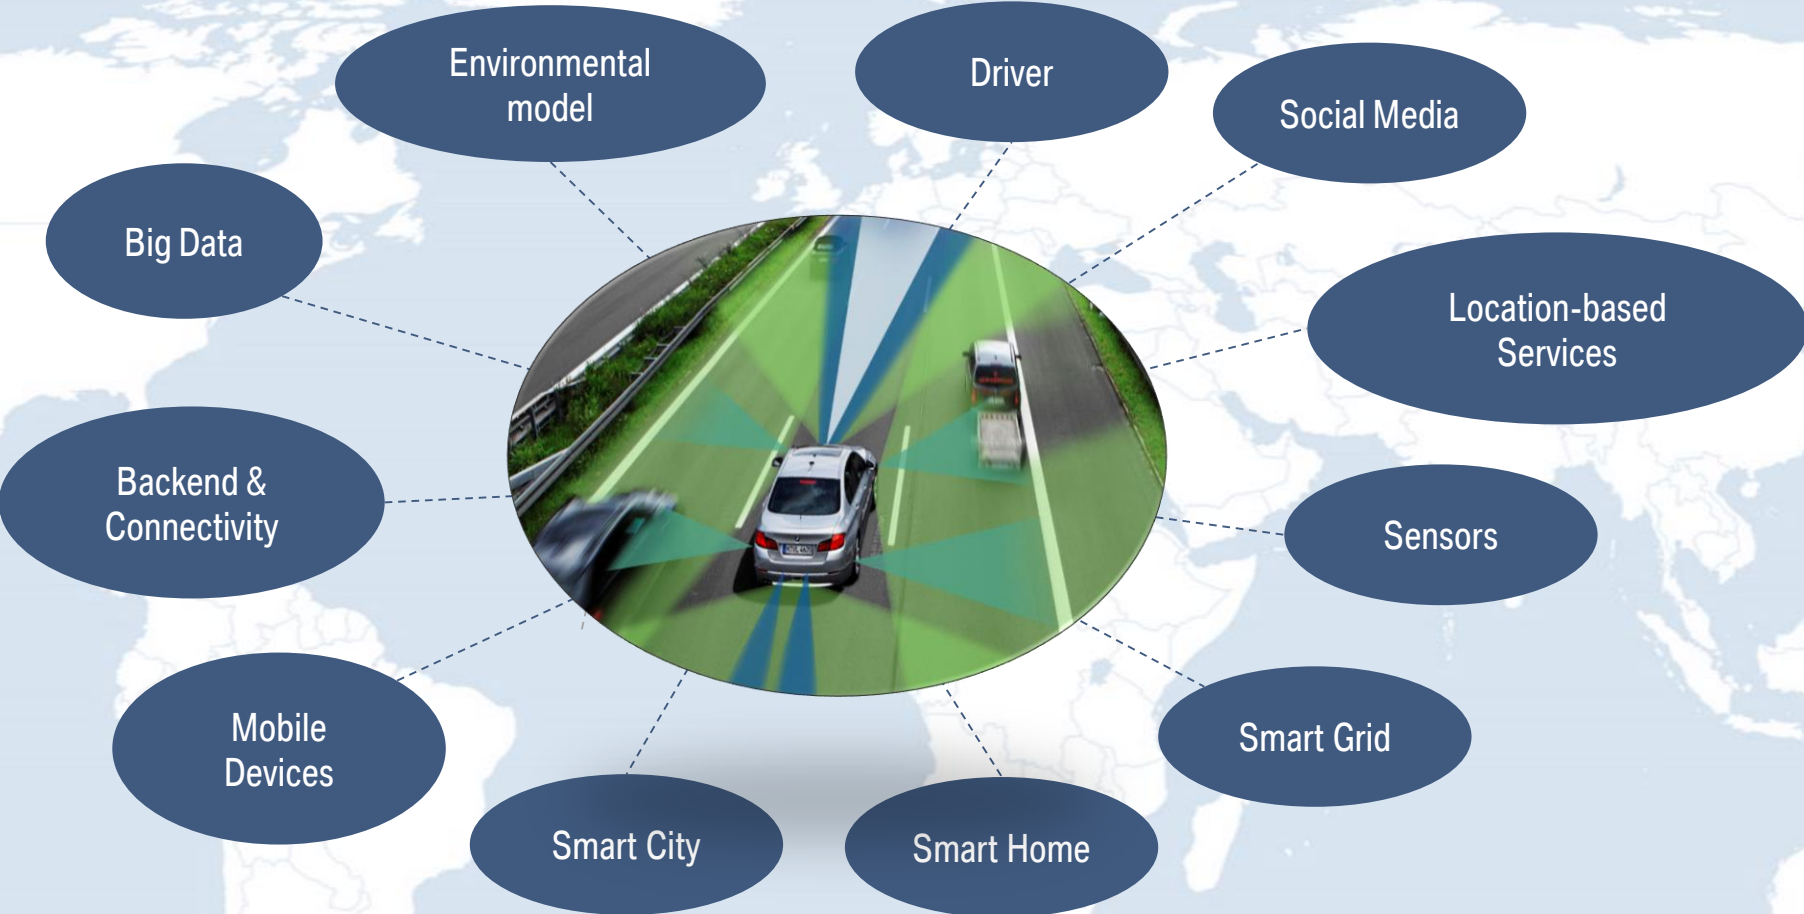 Environmental
model
Driver
Social Media
Big Data
Location-based
Services
Backend &
Connectivity
Sensors
Mobile
Devices
Smart Grid
Smart City
Smart Home